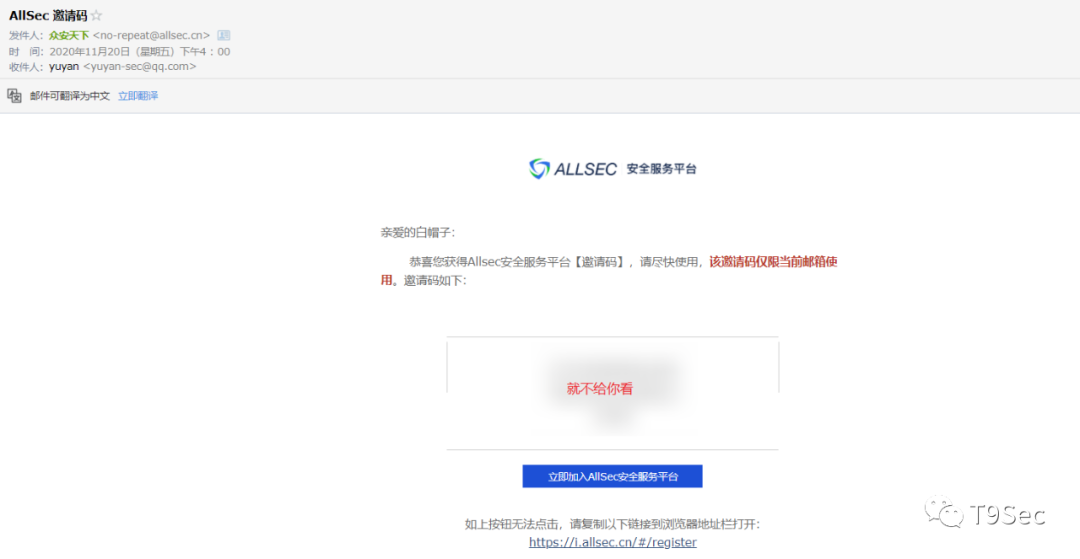 AllSec 邀请码
发件人：众安天下 <no-repeat@allsec.cn>
时 间：2020年11月20日（星期五）下午4：00
收件人：yuyan <yuyan-sec@qq.com>
邮件可翻译为中文 立即翻译
ALLSEC 安全服务平台
亲爱的白帽子：
恭喜您获得Allsec安全服务平台【邀请码】，请尽快使用，该邀请码仅限当前邮箱使
用。邀请码如下：
就不给你看
立即加入AllSec安全服务平台
如上按钮无法点击，请复制以下链接到浏览器地址栏打开：
https://i.allsec.cn/#/register
T9Sec